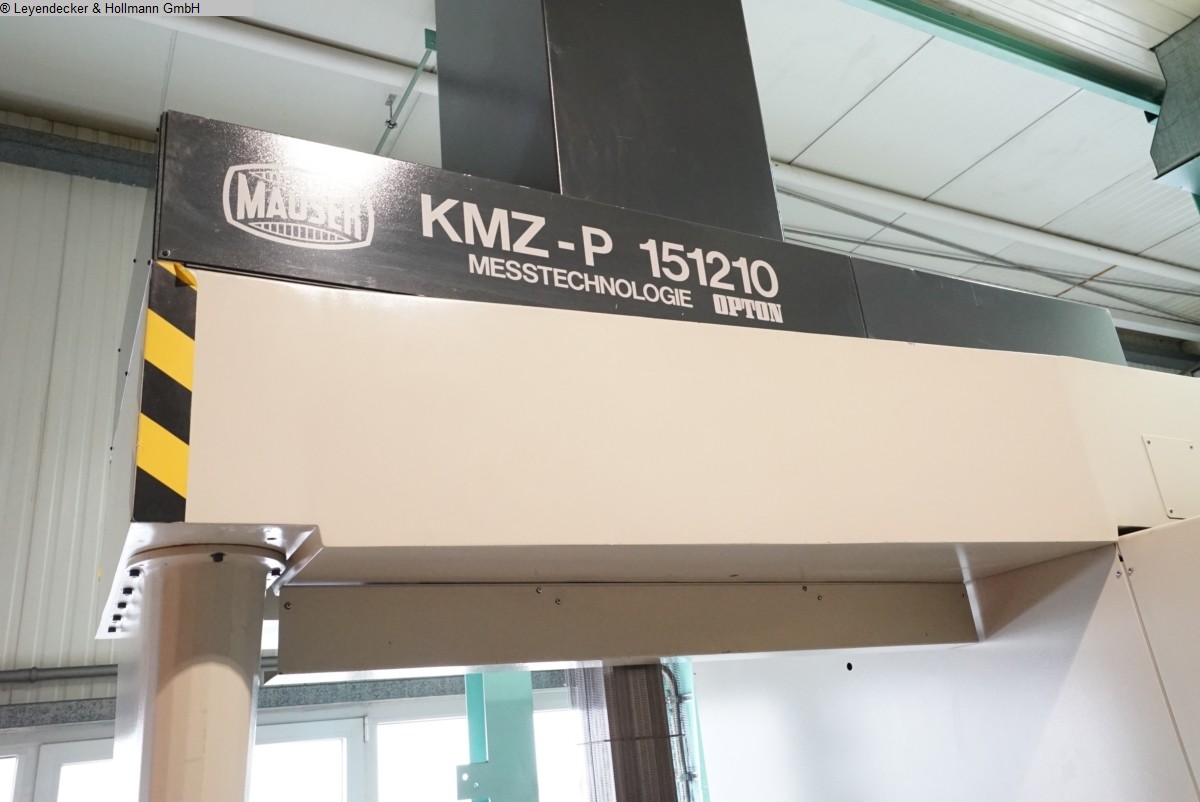 ® Leyendecker & Hollmann GmbH
MAUSER
KMZ-P 151210
MESSTECHNOLOGIE OPTON